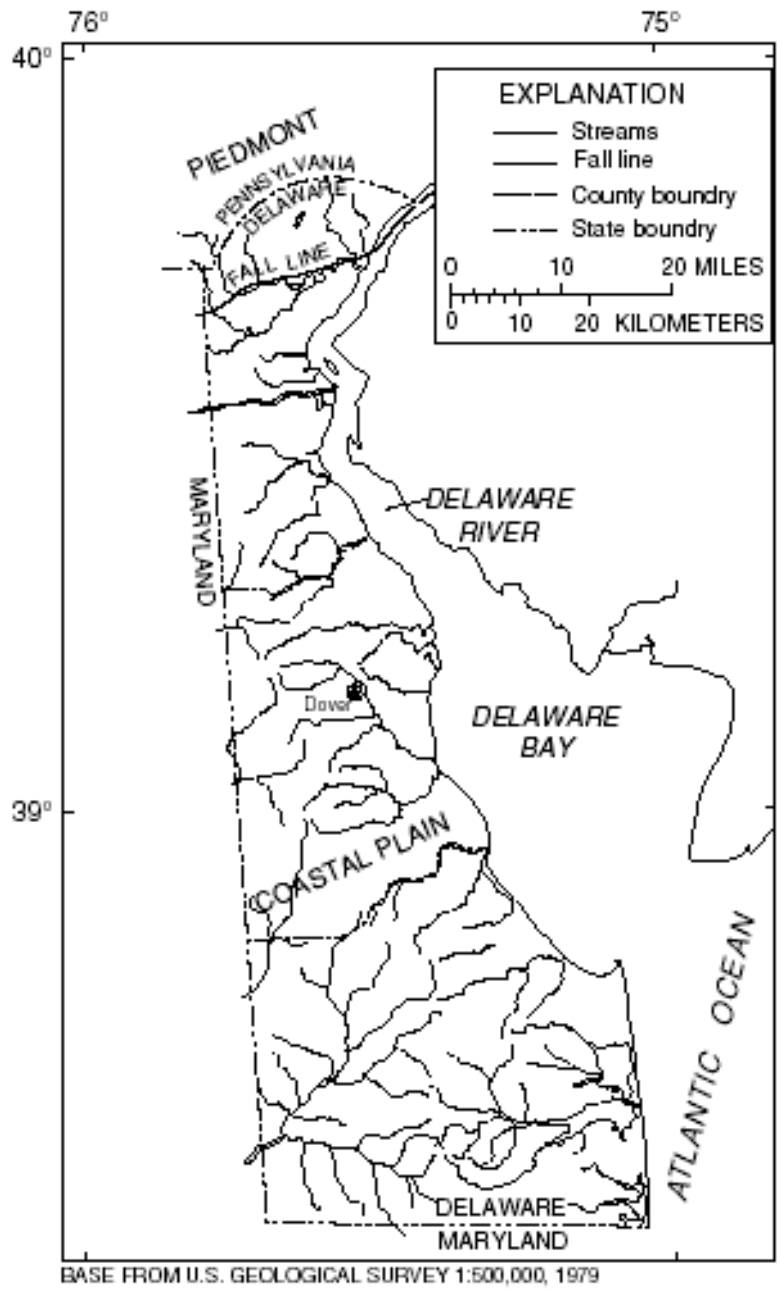 76° 75°
40°
EXPLANATION
Streams
Fall line
County boundry
State boundry
0 10 20 MILES
0 10 20 KILOMETERS
PIEDMONT
PENNSYLVANIA
DELAWARE
FALL LINE
MARYLAND
DELAWARE
RIVER
Dover
DELAWARE
BAY
39°
COASTAL PLAIN
ATLANTIC OCEAN
DELAWARE
MARYLAND
BASE FROM U.S. GEOLOGICAL SURVEY 1:500,000, 1979